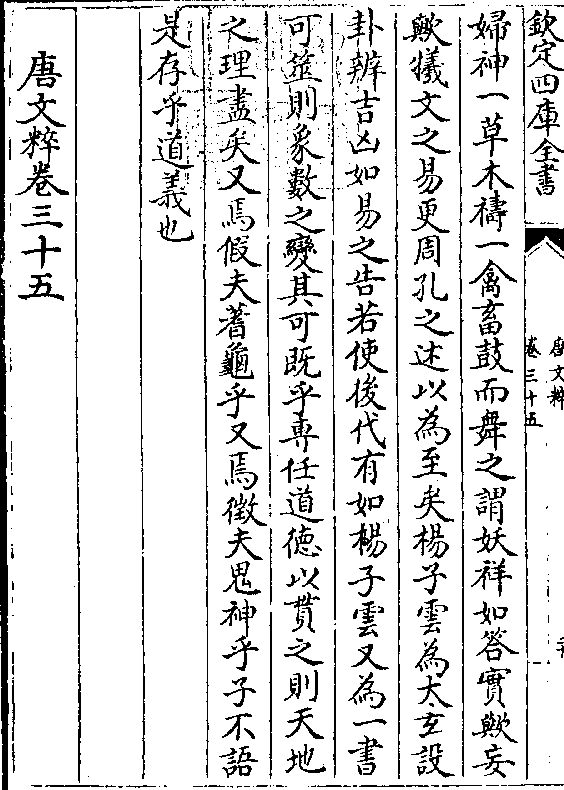 欽定四庫全書
唐文粹
卷三十五
婦神一草木禱一禽畜鼓而舞之謂妖祥如答實歟妄
歟犧文之易更周孔之述以為至矣楊子雲為太玄設
卦辨吉凶如易之告若使後代有如楊子雲又為一書
可筮則象數之變其可既乎專任道德以貫之則天地
之理盡矣又焉假夫蓍龜乎又焉徵夫鬼神乎子不語
是存乎道義也
唐文粹卷三十五